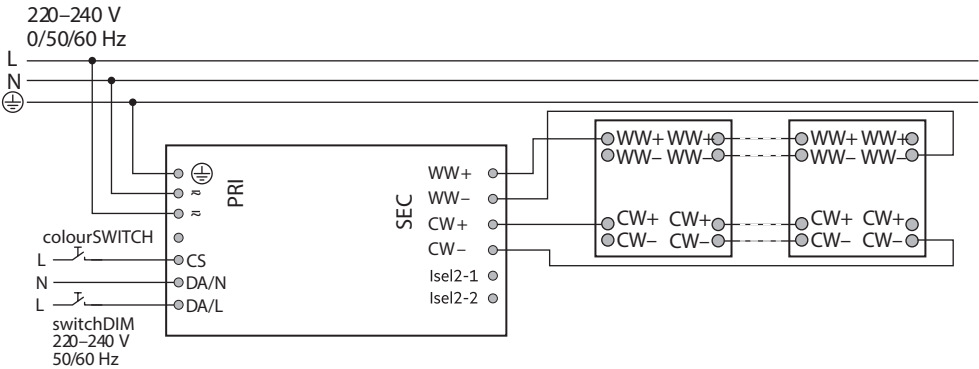 220–240 V
0/50/60 Hz
L
N
PRI
≂
≂
colourSWITCH
L
CS
N
DA/N
L
DA/L
switchDIM
220–240 V
50/60 Hz
SEC
WW+
WW–
CW+
CW–
Isel2-1
Isel2-2
WW+ WW+
WW– WW–
CW+ CW+
CW– CW–
WW+ WW+
WW– WW–
CW+ CW+
CW– CW–